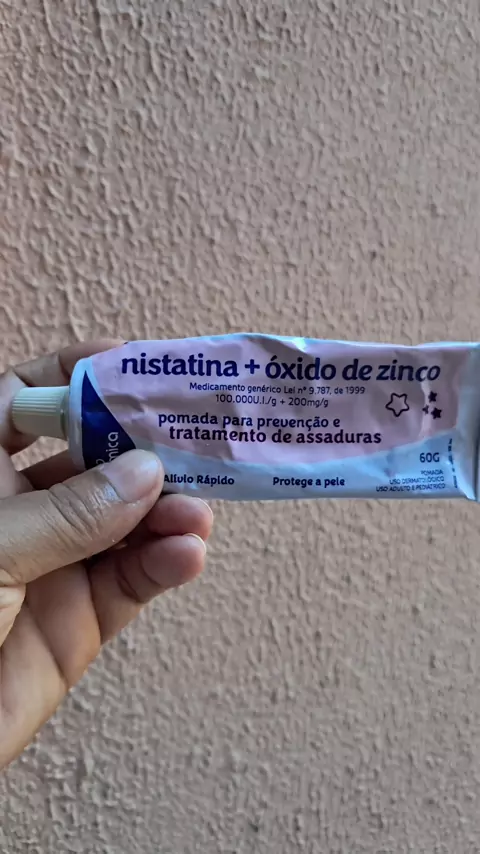 nistatina + óxido de zinco
Medicamento genérico Lei nº 9.787, de 1999
100.000U.I./g + 200mg/g
pomada para prevenção e
tratamento de assaduras
Alívio Rápido
Protege a pele
60G
POMADA
USO DERMATOLÓGICO
USO ADULTO E PEDIÁTRICO